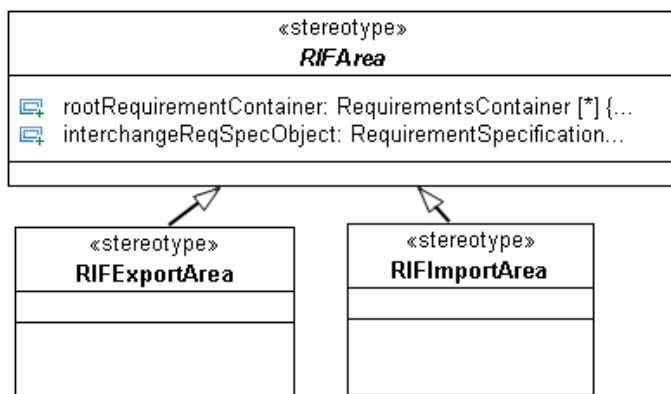 «stereotype»
RIFArea
rootRequirementContainer: RequirementsContainer [*] {...
interchangeReqSpecObject: RequirementSpecification...
«stereotype»
RIFExportArea
«stereotype»
RIFImportArea